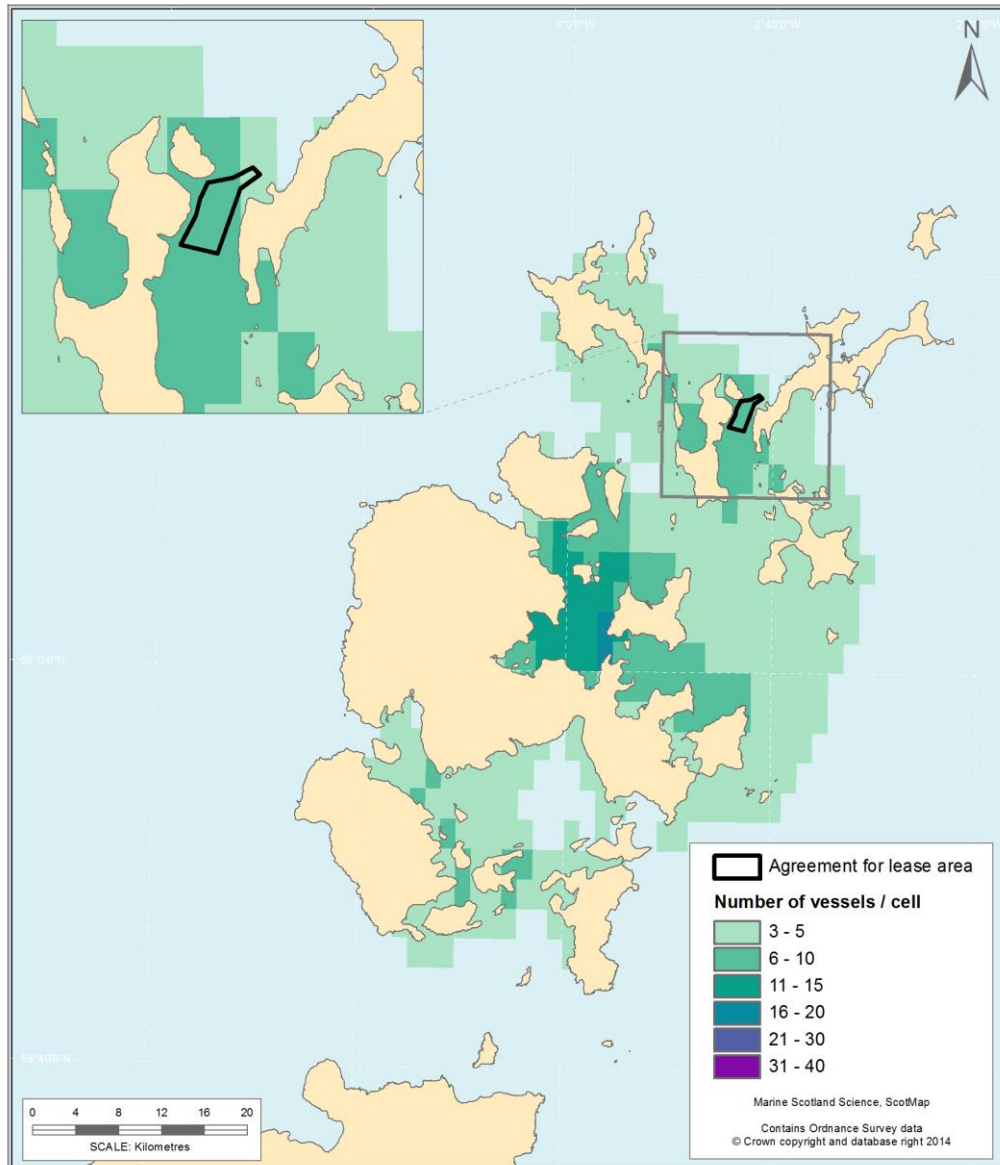 3°0'0"W
2°40'0"W
N
59°0'0"N
58°40'0"N
Agreement for lease area
Number of vessels / cell
3 - 5
6 - 10
11 - 15
16 - 20
21 - 30
31 - 40
Marine Scotland Science, ScotMap
Contains Ordnance Survey data
© Crown copyright and database right 2014
0 4 8 12 16 20
SCALE: Kilometres